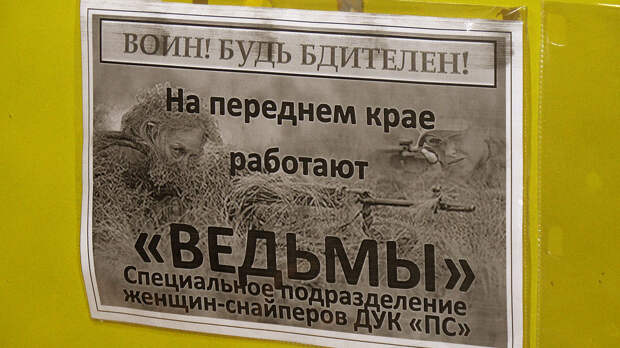 ВОИН! БУДЬ БДИТЕЛЕН!
На переднем крае
работают
«ВЕДЬМЫ»
Специальное подразделение
женщин-снайперов ДУК «ПС»